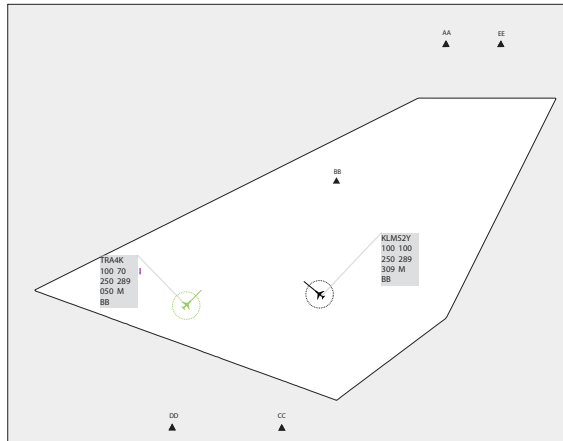 AA
EE
BB
KLM52Y
100 100
250 289
309 M
BB
TRA4K
100 70
250 289
050 M
BB
DD
CC